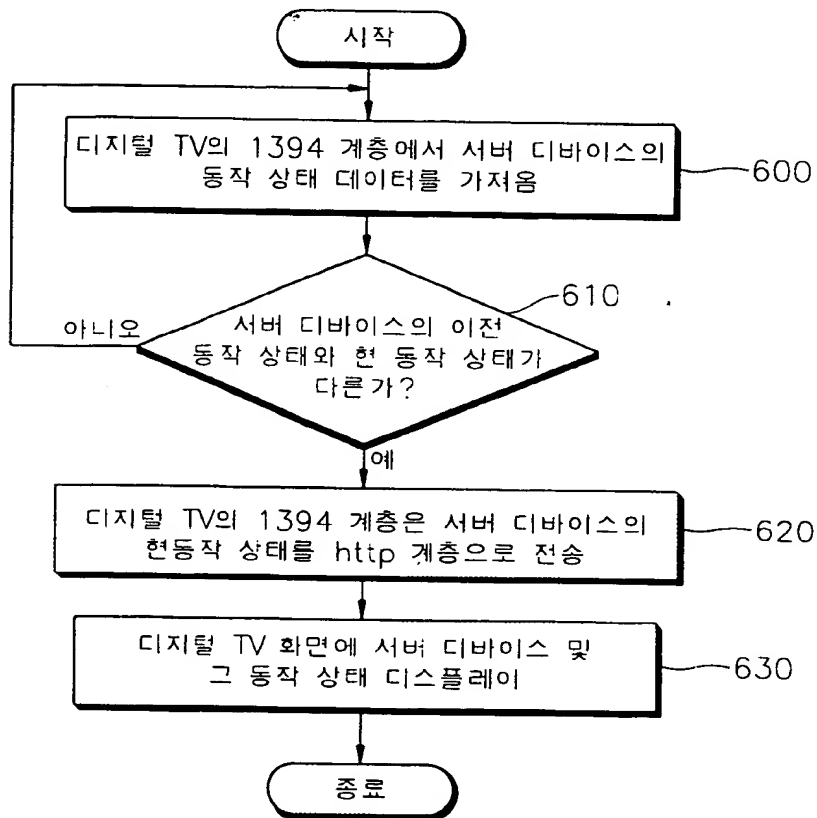 시작
디지털 TV의 1394 계층에서 서버 디바이스의
동작 상태 데이터를 가져옴
600
610
서버 디바이스의 이전
동작 상태와 현 동작 상태가
다른가?
아니오
예
디지털 TV의 1394 계층은 서버 디바이스의
현동작 상태를 http 계층으로 전송
620
디지털 TV 화면에 서버 디바이스 및
그 동작 상태 디스플레이
630
종료